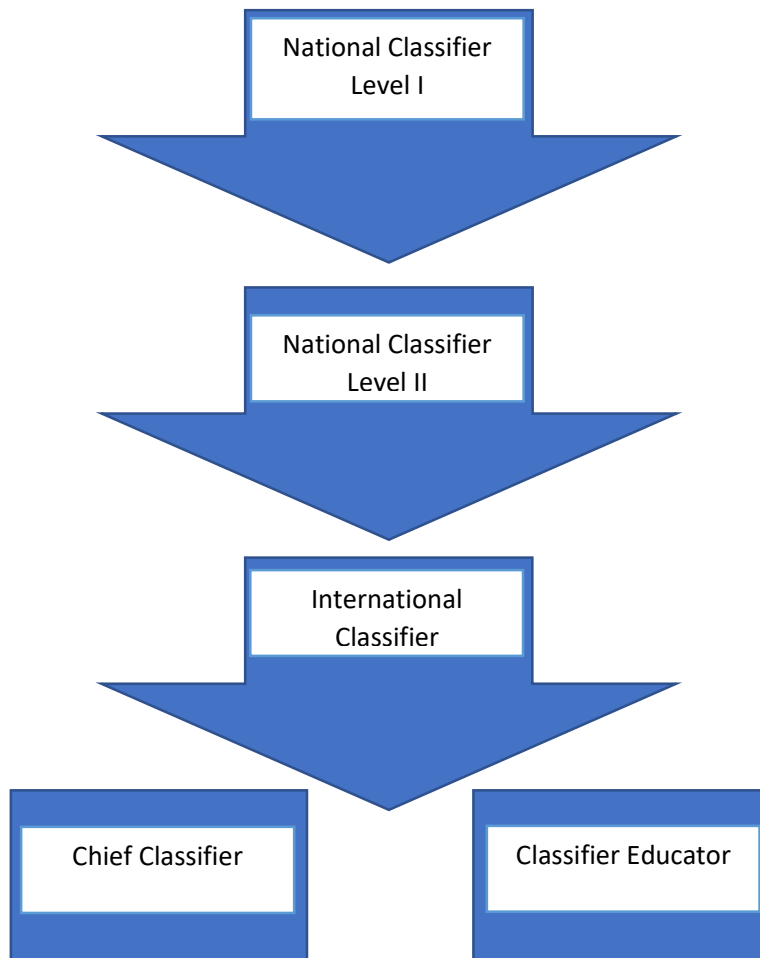 National Classifier
Level I
National Classifier
Level II
International
Classifier
Chief Classifier
Classifier Educator